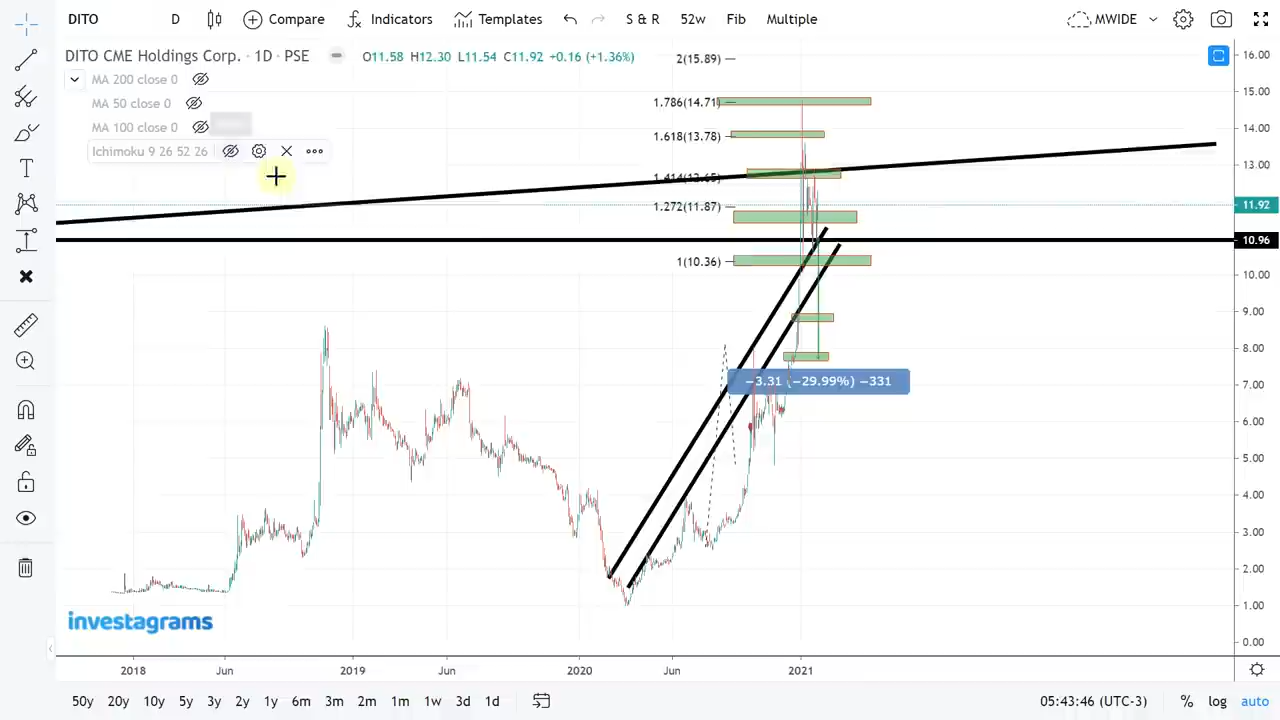 DITO D Compare Indicators Templates S & R 52w Fib Multiple MWIDE
DITO CME Holdings Corp. · 1D · PSE O11.58 H12.30 L11.54 C11.92 +0.16 (+1.36%)
MA 200 close 0
MA 50 close 0
MA 100 close 0
Ichimoku 9 26 52 26
2(15.89)
1.786(14.71)
1.618(13.78)
1.414(12.65)
1.272(11.87)
1(10.36)
−3.31 (−29.99%) −331
16.00
15.00
14.00
13.00
11.92
10.96
10.00
9.00
8.00
7.00
6.00
5.00
4.00
3.00
2.00
1.00
0.00
investagrams
2018 Jun 2019 Jun 2020 Jun 2021
50y 20y 10y 5y 3y 2y 1y 6m 3m 2m 1m 1w 3d 1d 05:43:46 (UTC-3) % log auto